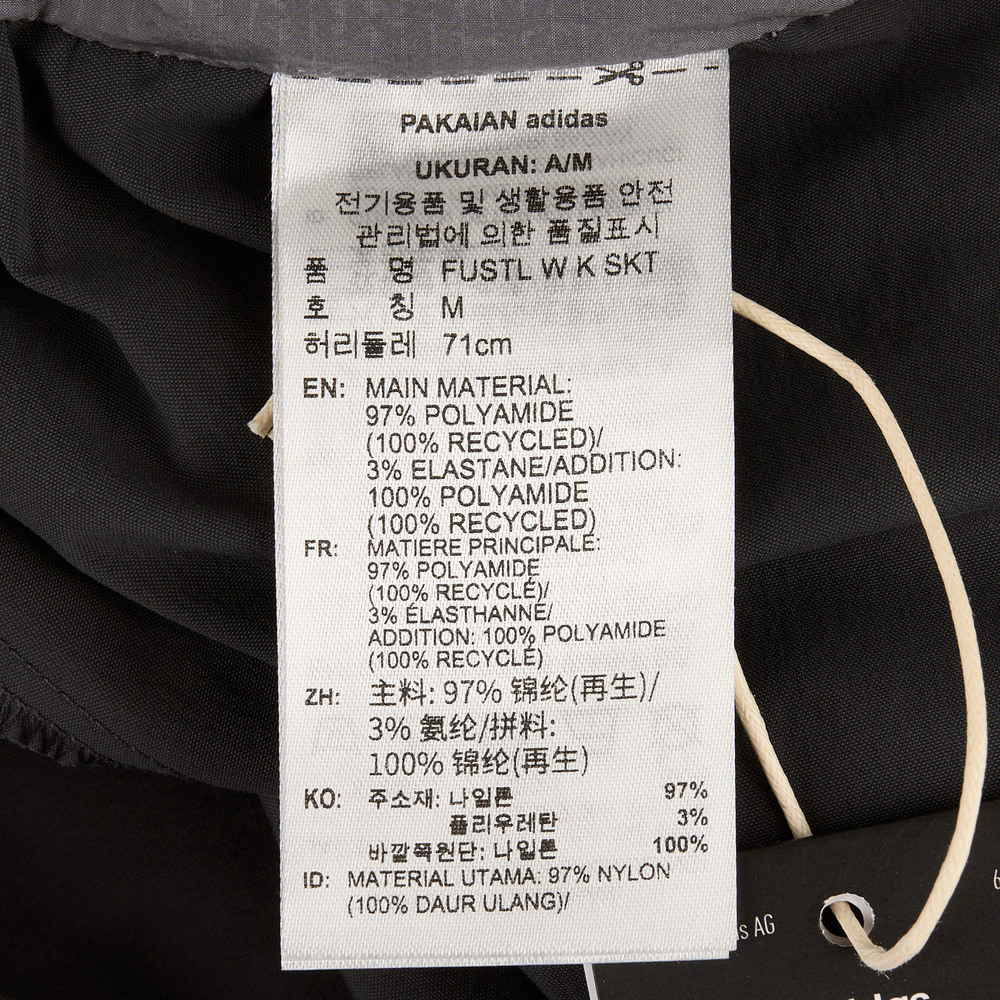 PAKAIAN adidas
UKURAN: A/M
전기용품 및 생활용품 안전
관리법에 의한 품질표시
품 명 FUSTL W K SKT
호 칭 M
허리둘레 71cm
EN: MAIN MATERIAL:
97% POLYAMIDE
(100% RECYCLED)/
3% ELASTANE/ADDITION:
100% POLYAMIDE
(100% RECYCLED)
FR: MATIERE PRINCIPALE:
97% POLYAMIDE
(100% RECYCLÉ)/
3% ÉLASTHANNE/
ADDITION: 100% POLYAMIDE
(100% RECYCLÉ)
ZH: 主料: 97% 锦纶(再生)/
3% 氨纶/拼料:
100% 锦纶(再生)
KO: 주소재: 나일론 97%
폴리우레탄 3%
바깥쪽원단: 나일론 100%
ID: MATERIAL UTAMA: 97% NYLON
(100% DAUR ULANG)/
AG